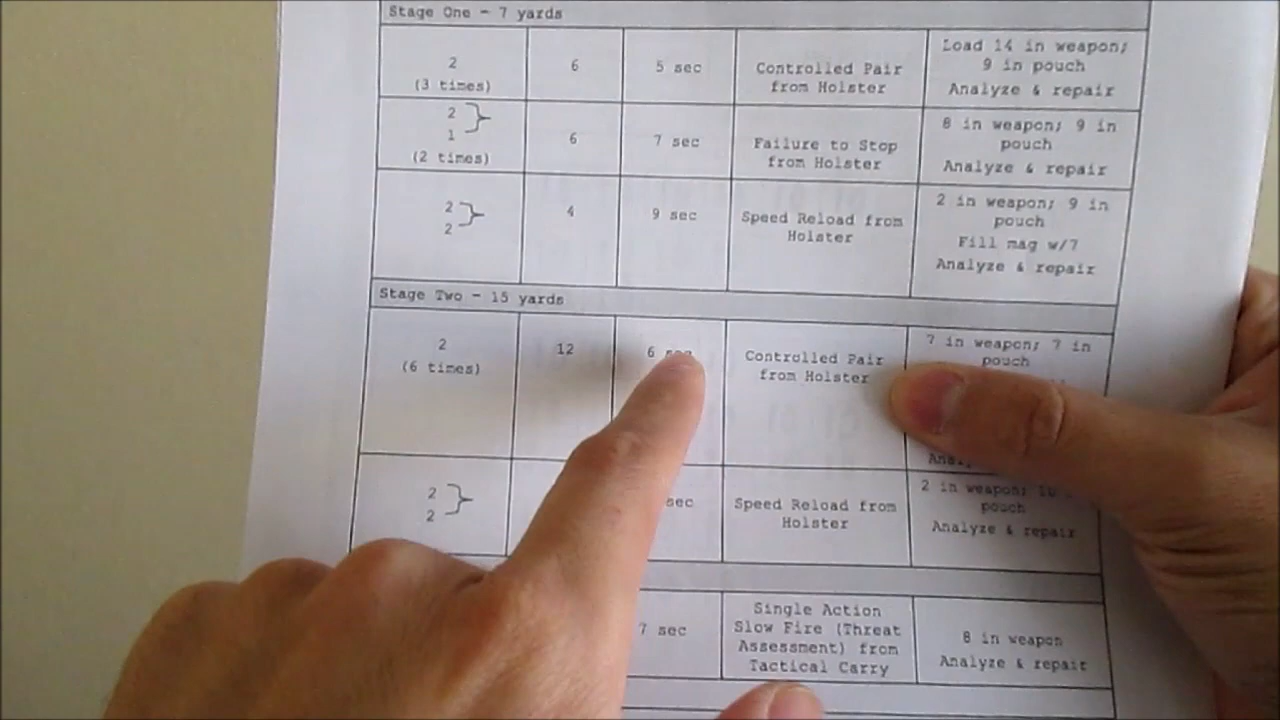 Stage One - 7 yards
2
(3 times)
6
5 sec
Controlled Pair
from Holster
Load 14 in weapon;
9 in pouch
Analyze & repair
2
1
(2 times)
6
7 sec
Failure to Stop
from Holster
8 in weapon; 9 in
pouch
Analyze & repair
2
2
4
9 sec
Speed Reload from
Holster
2 in weapon; 9 in
pouch
Fill mag w/7
Analyze & repair
Stage Two - 15 yards
2
(6 times)
12
6 sec
Controlled Pair
from Holster
7 in weapon; 7 in
pouch
2
2
sec
Speed Reload from
Holster
2 in weapon;
pouch
Analyze & repair
7 sec
Single Action
Slow Fire (Threat
Assessment) from
Tactical Carry
8 in weapon
Analyze & repair